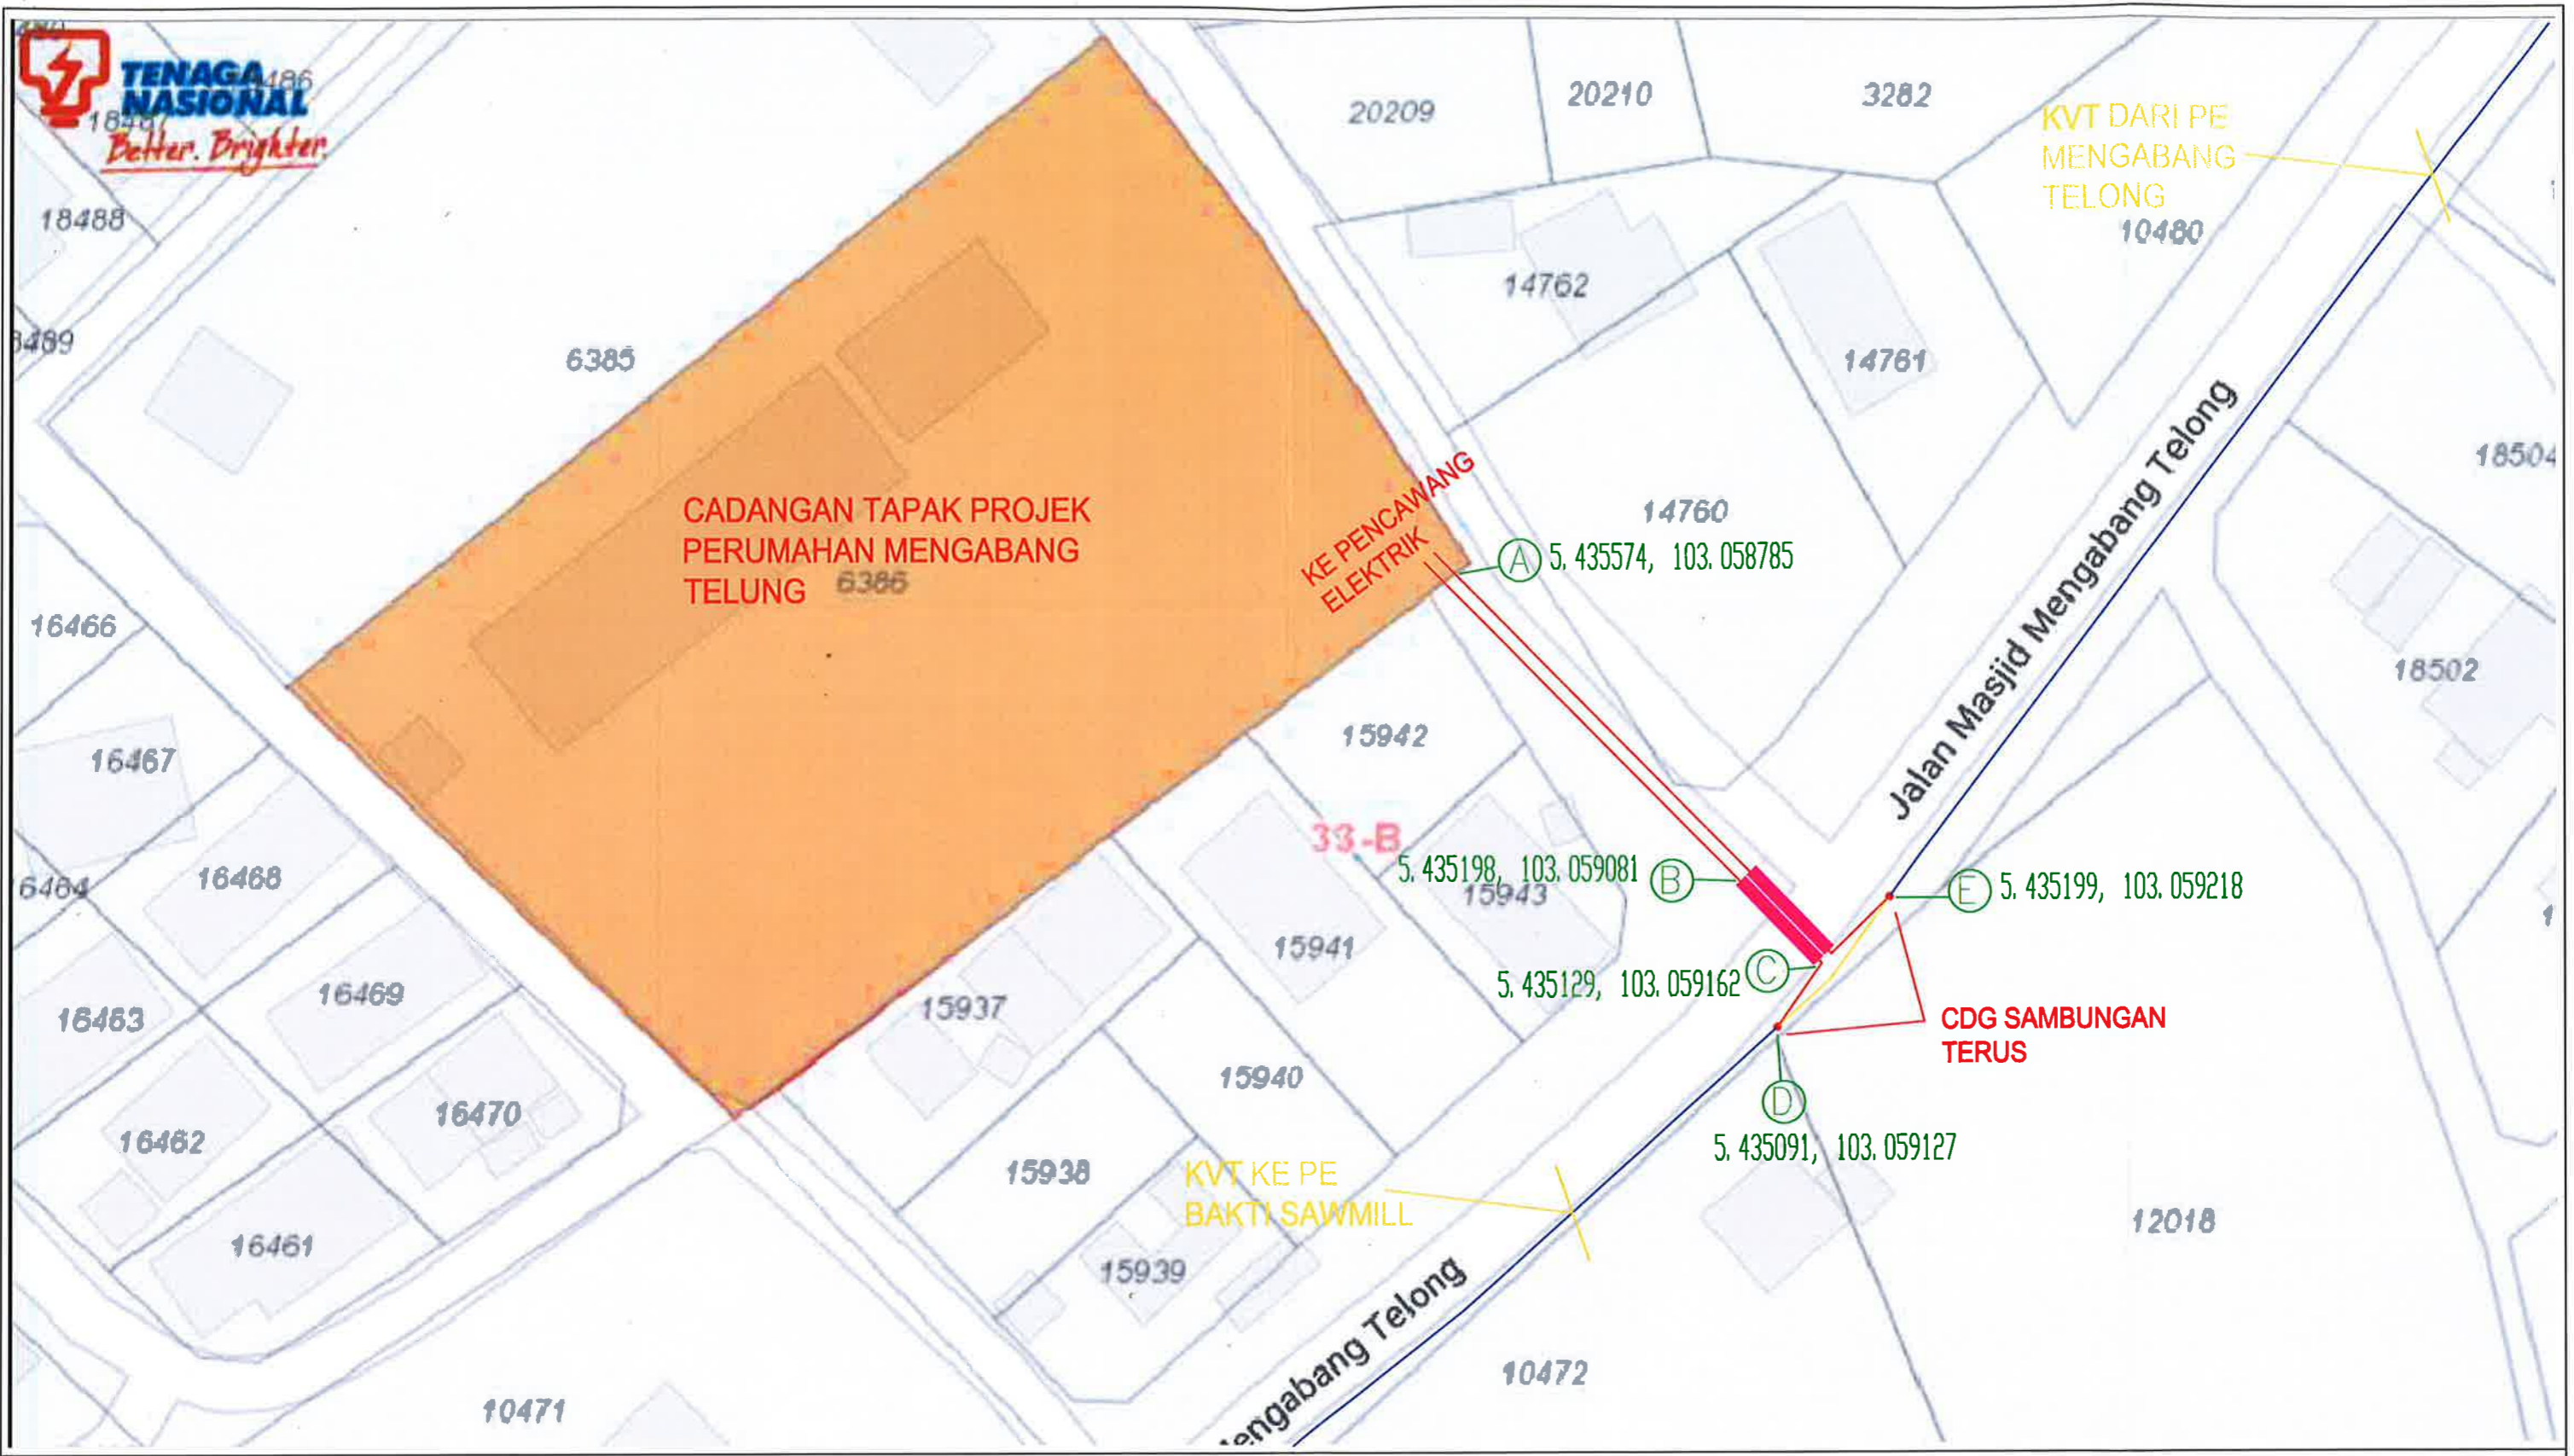 TENAGA
NASIONAL
Better. Brighter.
18488
6385
20209
20210
3282
KVT DARI PE
MENGABANG
TELONG
10480
14762
14761
18504
14760
Jalan Masjid Mengabang Telong
CADANGAN TAPAK PROJEK
PERUMAHAN MENGABANG
TELUNG
6386
KE PENCAWANG
ELEKTRIK
A 5.435574, 103.058785
16466
18502
16467
15942
33-B
16468
5.435198, 103.059081 B
15943
E 5.435199, 103.059218
15941
5.435129, 103.059162 C
16469
15937
16463
CDG SAMBUNGAN
TERUS
15940
D
5.435091, 103.059127
16470
16462
15938
KVT KE PE
BAKTI SAWMILL
12018
16461
15939
engabang Telong
10472
10471